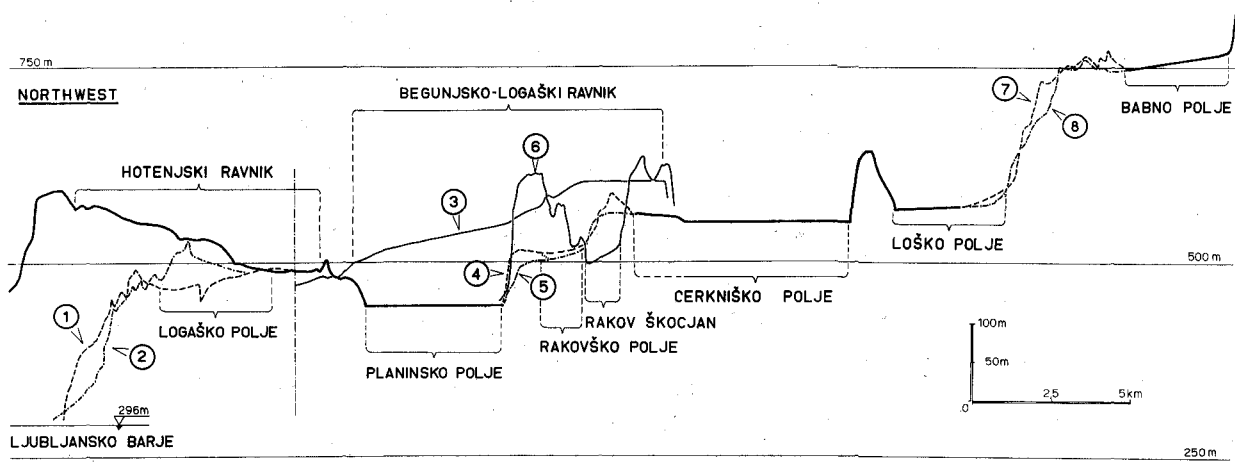 750 m
NORTHWEST
BEGUNJSKO-LOGAŠKI RAVNIK
7
8
BABNO POLJE
HOTENJSKI RAVNIK
6
3
LOŠKO POLJE
500 m
4
5
CERKNIŠKO POLJE
1
LOGAŠKO POLJE
2
RAKOV ŠKOCJAN
RAKOVŠKO POLJE
PLANINSKO POLJE
100m
50m
.0
2,5
5km
296m
LJUBLJANSKO BARJE
250 m